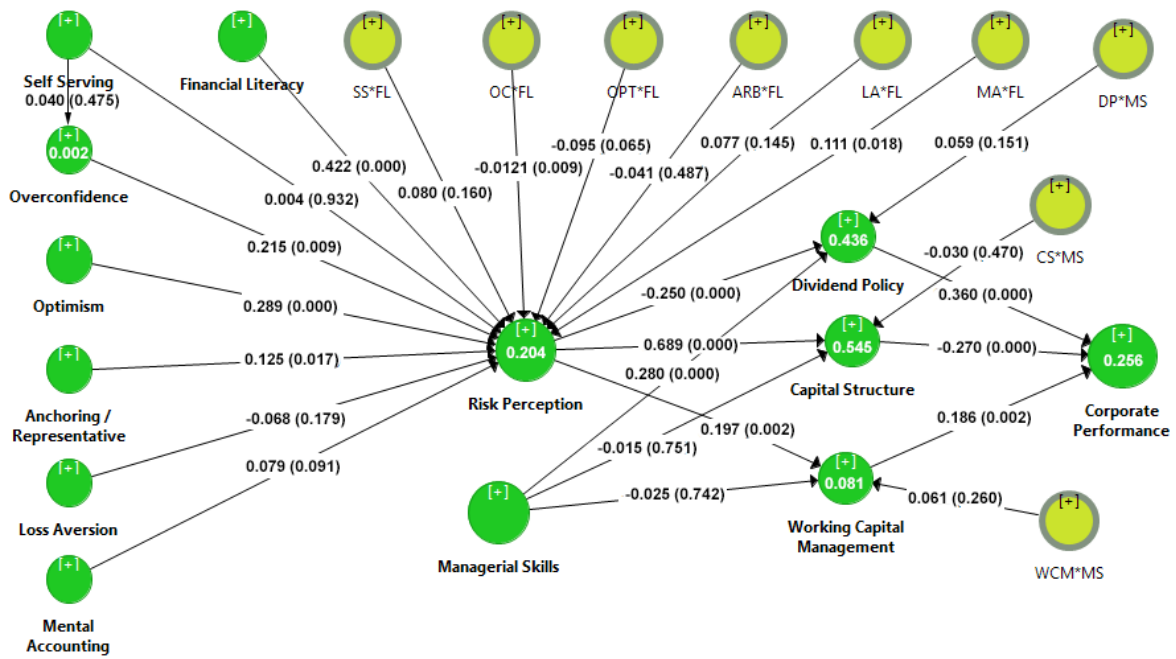 [+]
[+]
[+]
[+]
[+]
[+]
[+]
[+]
[+]
Self Serving
Financial Literacy
SS*FL
OC*FL
OPT*FL
ARB*FL
LA*FL
MA*FL
DP*MS
0.040 (0.475)
[+]
0.002
Overconfidence
0.422 (0.000)
0.080 (0.160)
-0.0121 (0.009)
-0.095 (0.065)
-0.041 (0.487)
0.077 (0.145)
0.111 (0.018)
0.059 (0.151)
0.004 (0.932)
[+]
CS*MS
0.215 (0.009)
[+]
0.436
Dividend Policy
-0.030 (0.470)
[+]
Optimism
0.289 (0.000)
-0.250 (0.000)
0.360 (0.000)
[+]
0.204
Risk Perception
0.689 (0.000)
[+]
0.545
Capital Structure
-0.270 (0.000)
[+]
0.256
Corporate
Performance
[+]
Anchoring /
Representative
0.125 (0.017)
0.280 (0.000)
-0.068 (0.179)
0.197 (0.002)
0.186 (0.002)
-0.015 (0.751)
[+]
Loss Aversion
0.079 (0.091)
[+]
Managerial Skills
-0.025 (0.742)
[+]
0.081
Working Capital
Management
0.061 (0.260)
[+]
WCM*MS
[+]
Mental
Accounting